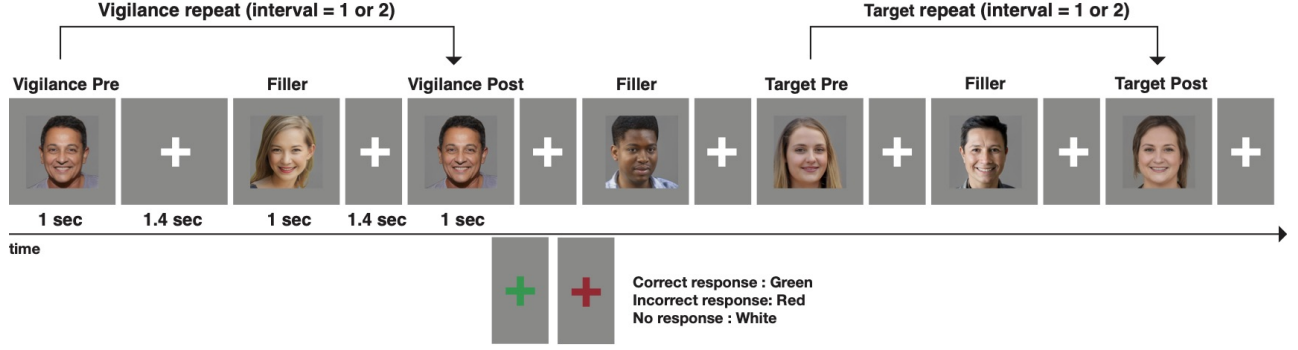 Vigilance repeat (interval = 1 or 2)
Target repeat (interval = 1 or 2)
Vigilance Pre
Filler
Vigilance Post
Filler
Target Pre
Filler
Target Post
1 sec
1.4 sec
1 sec
1.4 sec
1 sec
time
Correct response : Green
Incorrect response: Red
No response : White